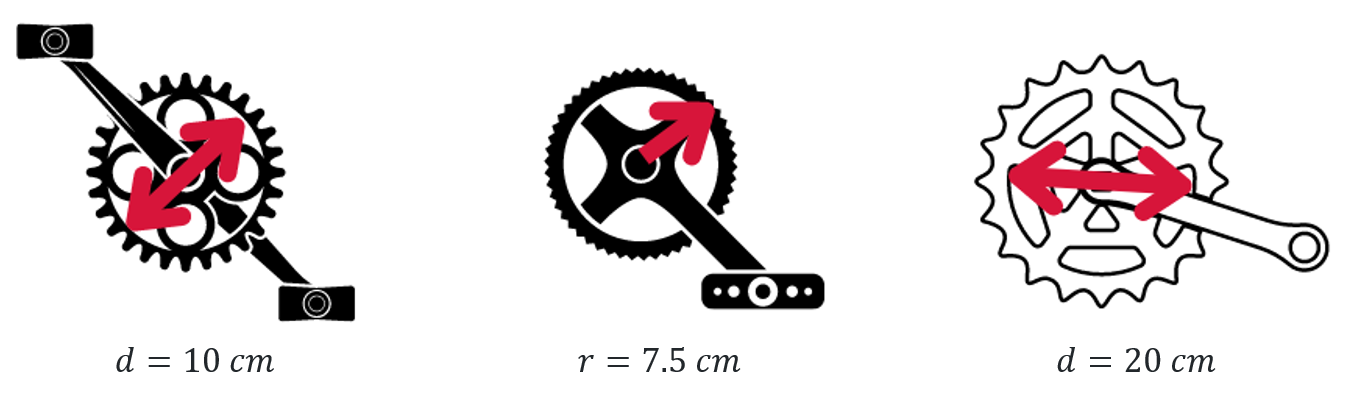 d = 10 cm
r = 7.5 cm
d = 20 cm